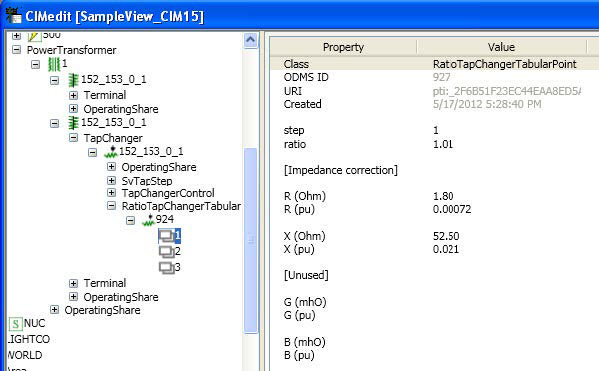 CIMedit [SampleView_CIM15]
500
PowerTransformer
1
152_153_0_1
Terminal
OperatingShare
152_153_0_1
TapChanger
152_153_0_1
OperatingShare
SvTapStep
TapChangerControl
RatioTapChangerTabular
924
1
2
3
Terminal
OperatingShare
OperatingShare
NUC
LIGHTCO
WORLD
Property Value
Class RatoTapChangerTabularPoint
ODMS ID 927
URI pti:_2F6B51F23EC44EAA8ED5A
Created 5/17/2012 5:28:40 PM
step 1
ratio 1.01
[Impedance correction]
R (Ohm) 1.80
R (pu) 0.00072
X (Ohm) 52.50
X (pu) 0.021
[Unused]
G (mhO)
G (pu)
B (mhO)
B (pu)